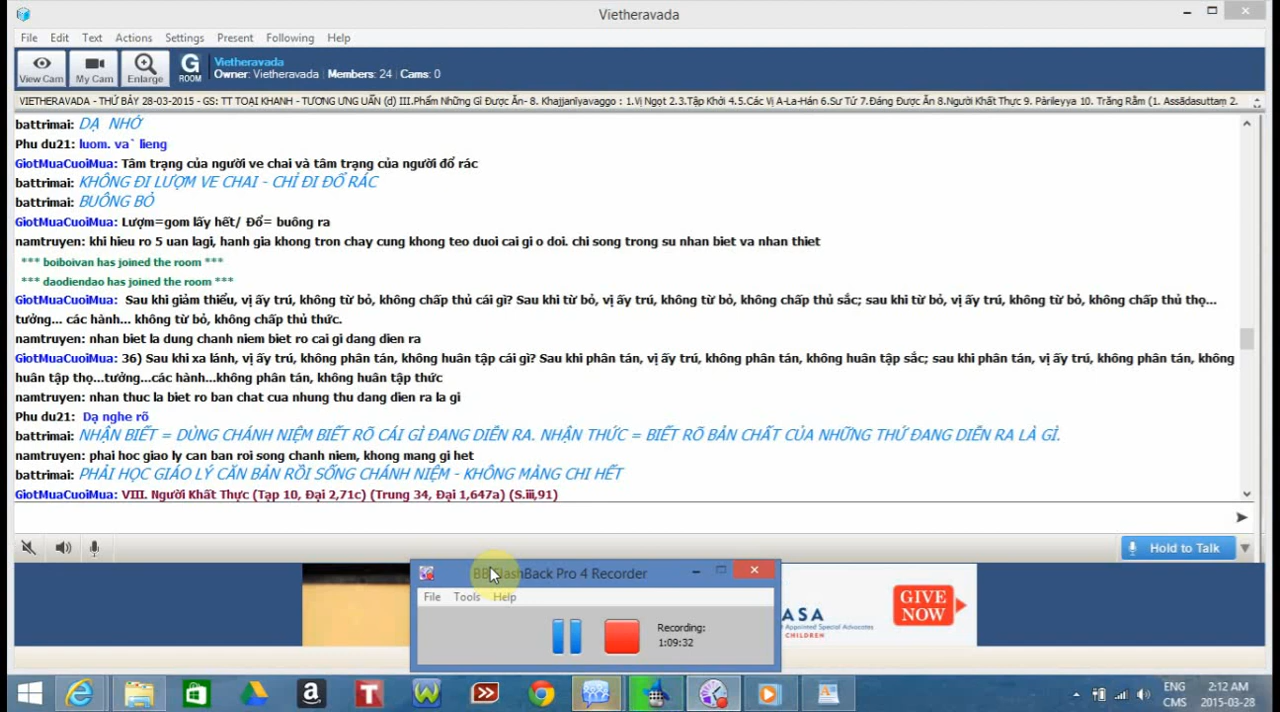 Vietheravada
File Edit Text Actions Settings Present Following Help
View Cam My Cam Enlarge G ROOM Vietheravada
Owner: Vietheravada Members: 24 Cams: 0
VIETHERAVADA - THỨ BẢY 28-03-2015 - GS: TT TOẠI KHANH - TƯƠNG ƯNG UẨN (d) III.Phẩm Những Gì Được Ăn- 8. Khajjanīyavaggo : 1.Vị Ngọt 2.3.Tập Khởi 4.5.Các Vị A-La-Hán 6.Sư Tử 7.Đáng Được Ăn 8.Người Khất Thực 9. Pārileyya 10. Trăng Rằm (1. Assādasuttaṃ 2.
battrimai: DẠ NHỚ
Phu du21: luom. va` lieng
GiotMuaCuoiMua: Tâm trạng của người ve chai và tâm trạng của người đổ rác
battrimai: KHÔNG ĐI LƯỢM VE CHAI - CHỈ ĐI ĐỔ RÁC
battrimai: BUÔNG BỎ
GiotMuaCuoiMua: Lượm=gom lấy hết/ Đổ= buông ra
namtruyen: khi hieu ro 5 uan lagi, hanh gia khong tron chay cung khong teo duoi cai gi o doi. chi song trong su nhan biet va nhan thiet
*** boiboivan has joined the room ***
*** daodiendao has joined the room ***
GiotMuaCuoiMua: Sau khi giảm thiểu, vị ấy trú, không từ bỏ, không chấp thủ cái gì? Sau khi từ bỏ, vị ấy trú, không từ bỏ, không chấp thủ sắc; sau khi từ bỏ, vị ấy trú, không từ bỏ, không chấp thủ thọ...
tưởng... các hành... không từ bỏ, không chấp thủ thức.
namtruyen: nhan biet la dung chanh niem biet ro cai gi dang dien ra
GiotMuaCuoiMua: 36) Sau khi xa lánh, vị ấy trú, không phân tán, không huân tập cái gì? Sau khi phân tán, vị ấy trú, không phân tán, không huân tập sắc; sau khi phân tán, vị ấy trú, không phân tán, không
huân tập thọ...tưởng...các hành...không phân tán, không huân tập thức
namtruyen: nhan thuc la biet ro ban chat cua nhung thu dang dien ra la gi
Phu du21: Dạ nghe rõ
battrimai: NHẬN BIẾT = DÙNG CHÁNH NIỆM BIẾT RÕ CÁI GÌ ĐANG DIỄN RA. NHẬN THỨC = BIẾT RÕ BẢN CHẤT CỦA NHỮNG THỨ ĐANG DIỄN RA LÀ GÌ.
namtruyen: phai hoc giao ly can ban roi song chanh niem, khong mang gi het
battrimai: PHẢI HỌC GIÁO LÝ CĂN BẢN RỒI SỐNG CHÁNH NIỆM - KHÔNG MÀNG CHI HẾT
GiotMuaCuoiMua: VIII. Người Khất Thực (Tạp 10, Đại 2,71c) (Trung 34, Đại 1,647a) (S.iii,91)
Hold to Talk
BB FlashBack Pro 4 Recorder
File Tools Help
Recording:
1:09:32
ASA
Appointed Special Advocates
CHILDREN
GIVE
NOW
ENG 2:12 AM
CMS 2015-03-28